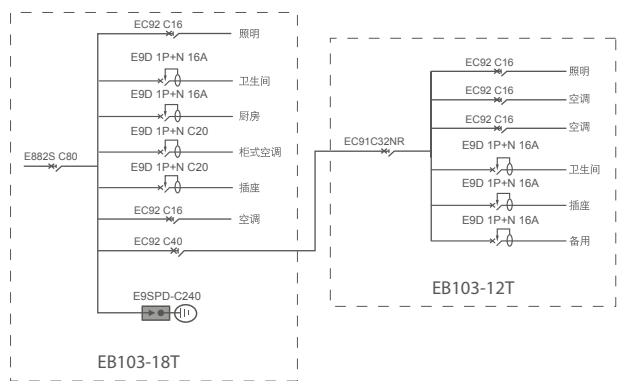 EC92 C16
照明
E9D 1P+N 16A
卫生间
E9D 1P+N 16A
厨房
E9D 1P+N C20
柜式空调
E882S C80
E9D 1P+N C20
插座
EC92 C16
空调
EC92 C40
E9SPD-C240
EB103-18T
EC91C32NR
EC92 C16
照明
EC92 C16
空调
EC92 C16
空调
E9D 1P+N 16A
卫生间
E9D 1P+N 16A
插座
E9D 1P+N 16A
备用
EB103-12T